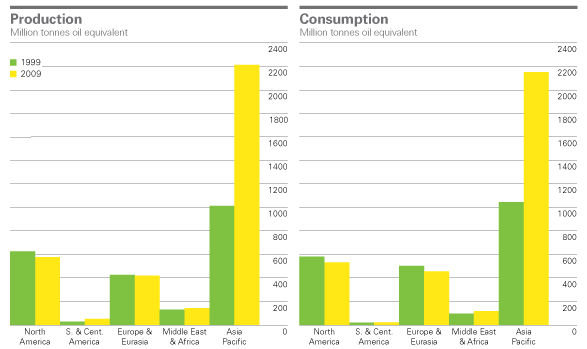 Production
Million tonnes oil equivalent
2400
1999
2009
2200
2000
1800
1600
1400
1200
1000
800
600
400
200
0
North America
S. & Cent. America
Europe & Eurasia
Middle East & Africa
Asia Pacific
Consumption
Million tonnes oil equivalent
2400
2200
2000
1800
1600
1400
1200
1000
800
600
400
200
0
North America
S. & Cent. America
Europe & Eurasia
Middle East & Africa
Asia Pacific